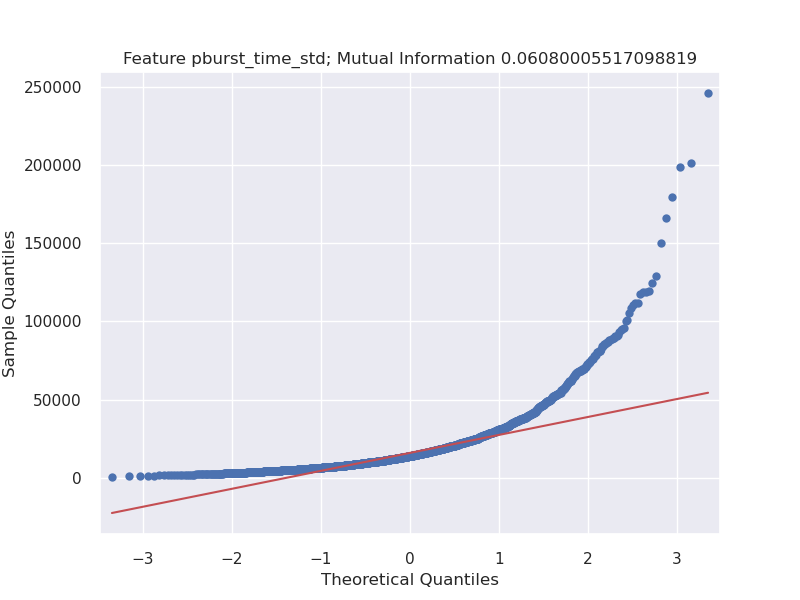 Feature pburst_time_std; Mutual Information 0.06080005517098819
250000
200000
150000
100000
50000
0
Sample Quantiles
−3 −2 −1 0 1 2 3
Theoretical Quantiles